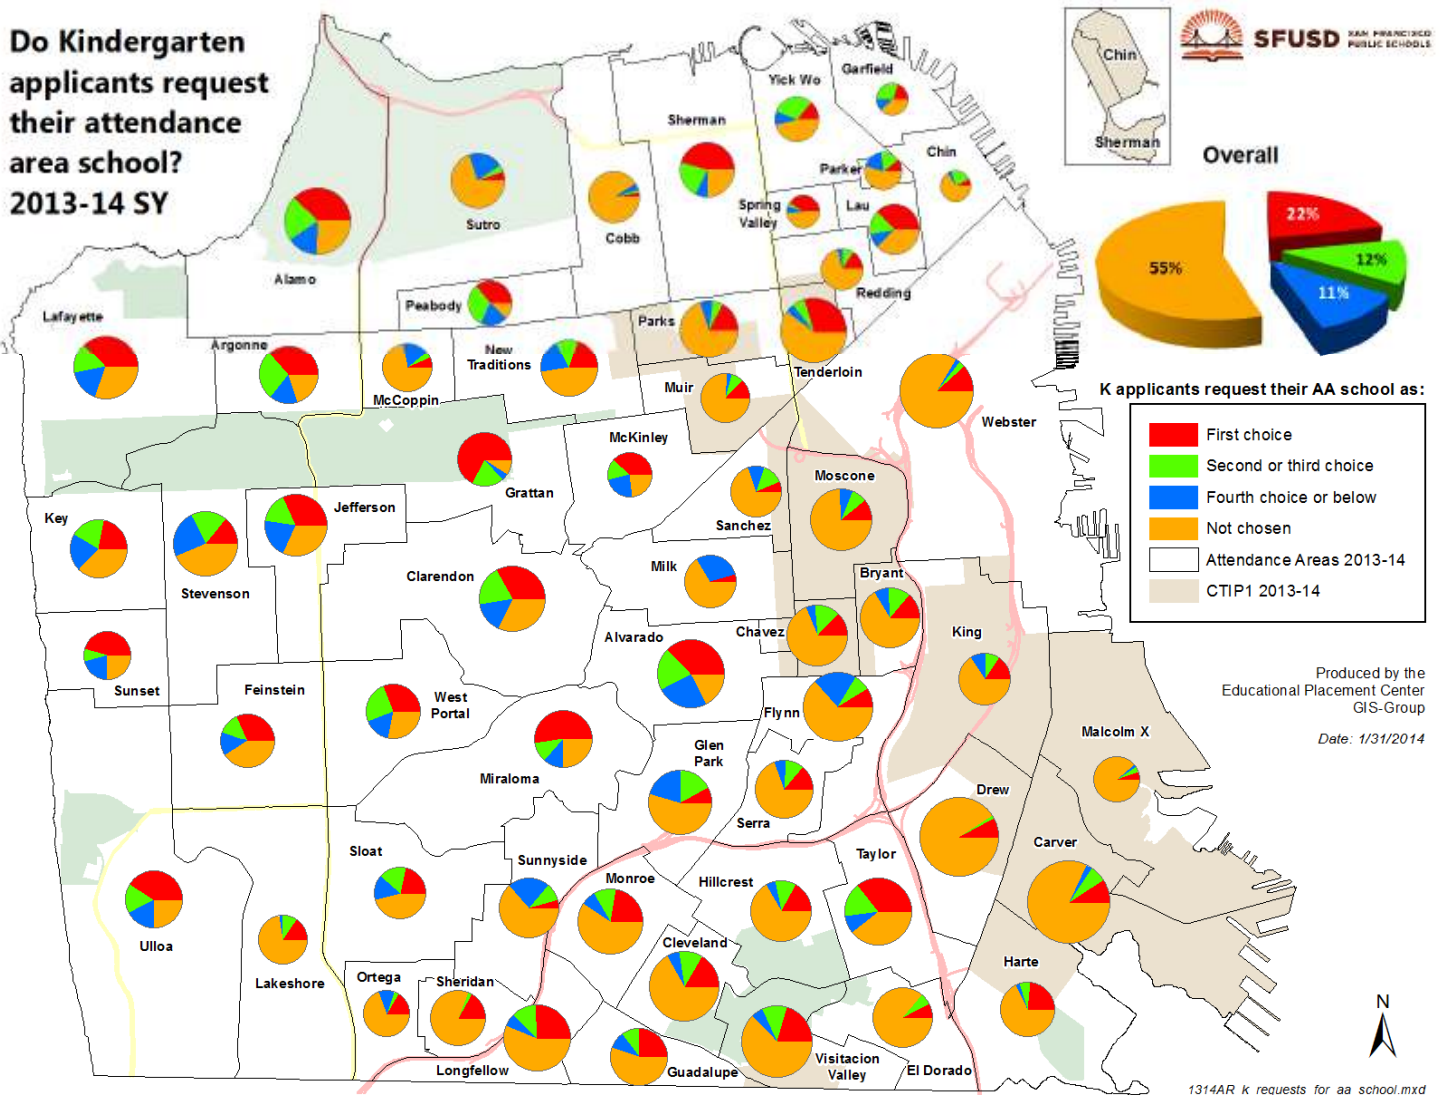 Do Kindergarten
applicants request
their attendance
area school?
2013-14 SY
Chin
Sherman
SFUSD
SAN FRANCISCO
PUBLIC SCHOOLS
Overall
22%
12%
11%
55%
K applicants request their AA school as:
First choice
Second or third choice
Fourth choice or below
Not chosen
Attendance Areas 2013-14
CTIP1 2013-14
Produced by the
Educational Placement Center
GIS-Group
Date: 1/31/2014
Garfield
Yick Wo
Sherman
Chin
Parker
Spring
Valley
Lau
Sutro
Cobb
Alamo
Redding
Peabody
Lafayette
Parks
Argonne
New
Traditions
Tenderloin
Muir
McCoppin
Webster
McKinley
Moscone
Grattan
Jefferson
Key
Sanchez
Milk
Bryant
Clarendon
Stevenson
Alvarado
Chavez
King
Sunset
Feinstein
West
Portal
Flynn
Malcolm X
Glen
Park
Miraloma
Drew
Serra
Carver
Sloat
Sunnyside
Taylor
Monroe
Hillcrest
Ulloa
Cleveland
Harte
Lakeshore
Ortega
Sheridan
Longfellow
Guadalupe
Visitacion
Valley
El Dorado
N
1314AR_k_requests_for_aa_school.mxd